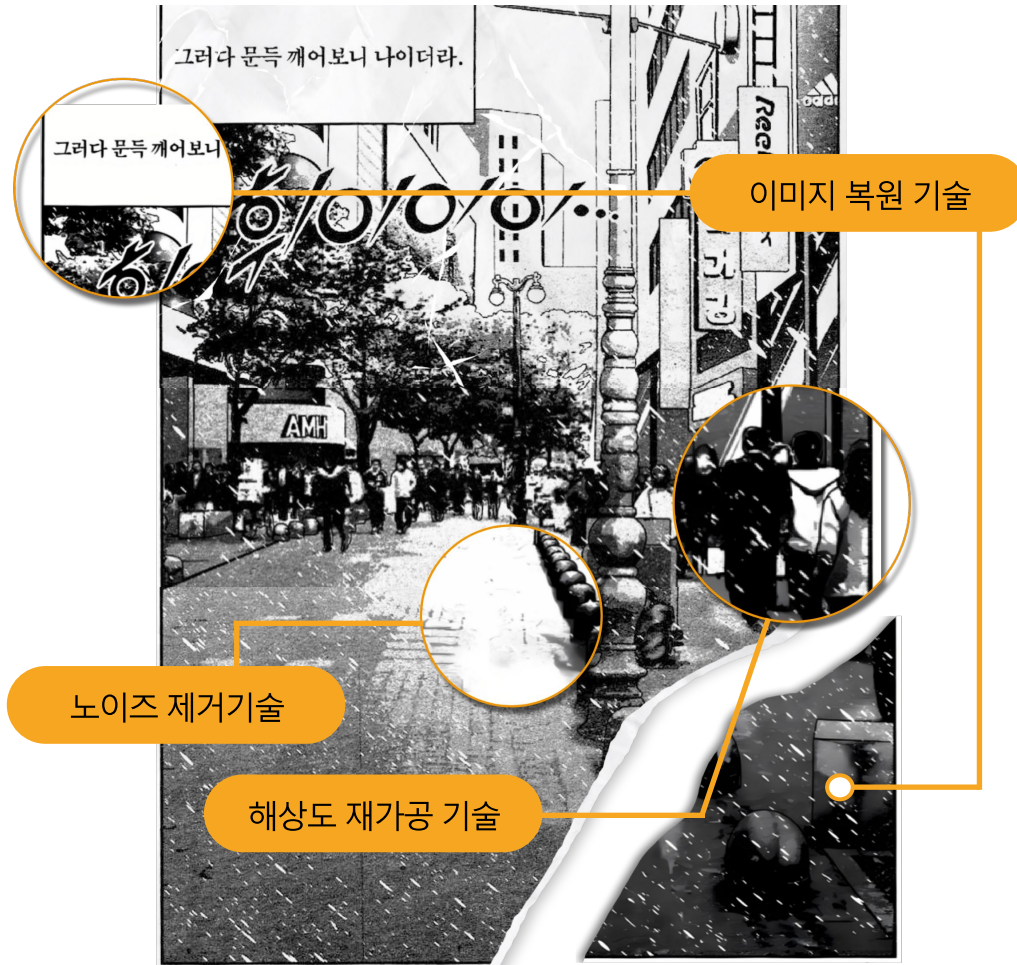 그러다 문득 깨어보니 나이더라.
그러다 문득 깨어보니
이미지 복원 기술
adidas
Reebok
AMH
노이즈 제거기술
해상도 재가공 기술